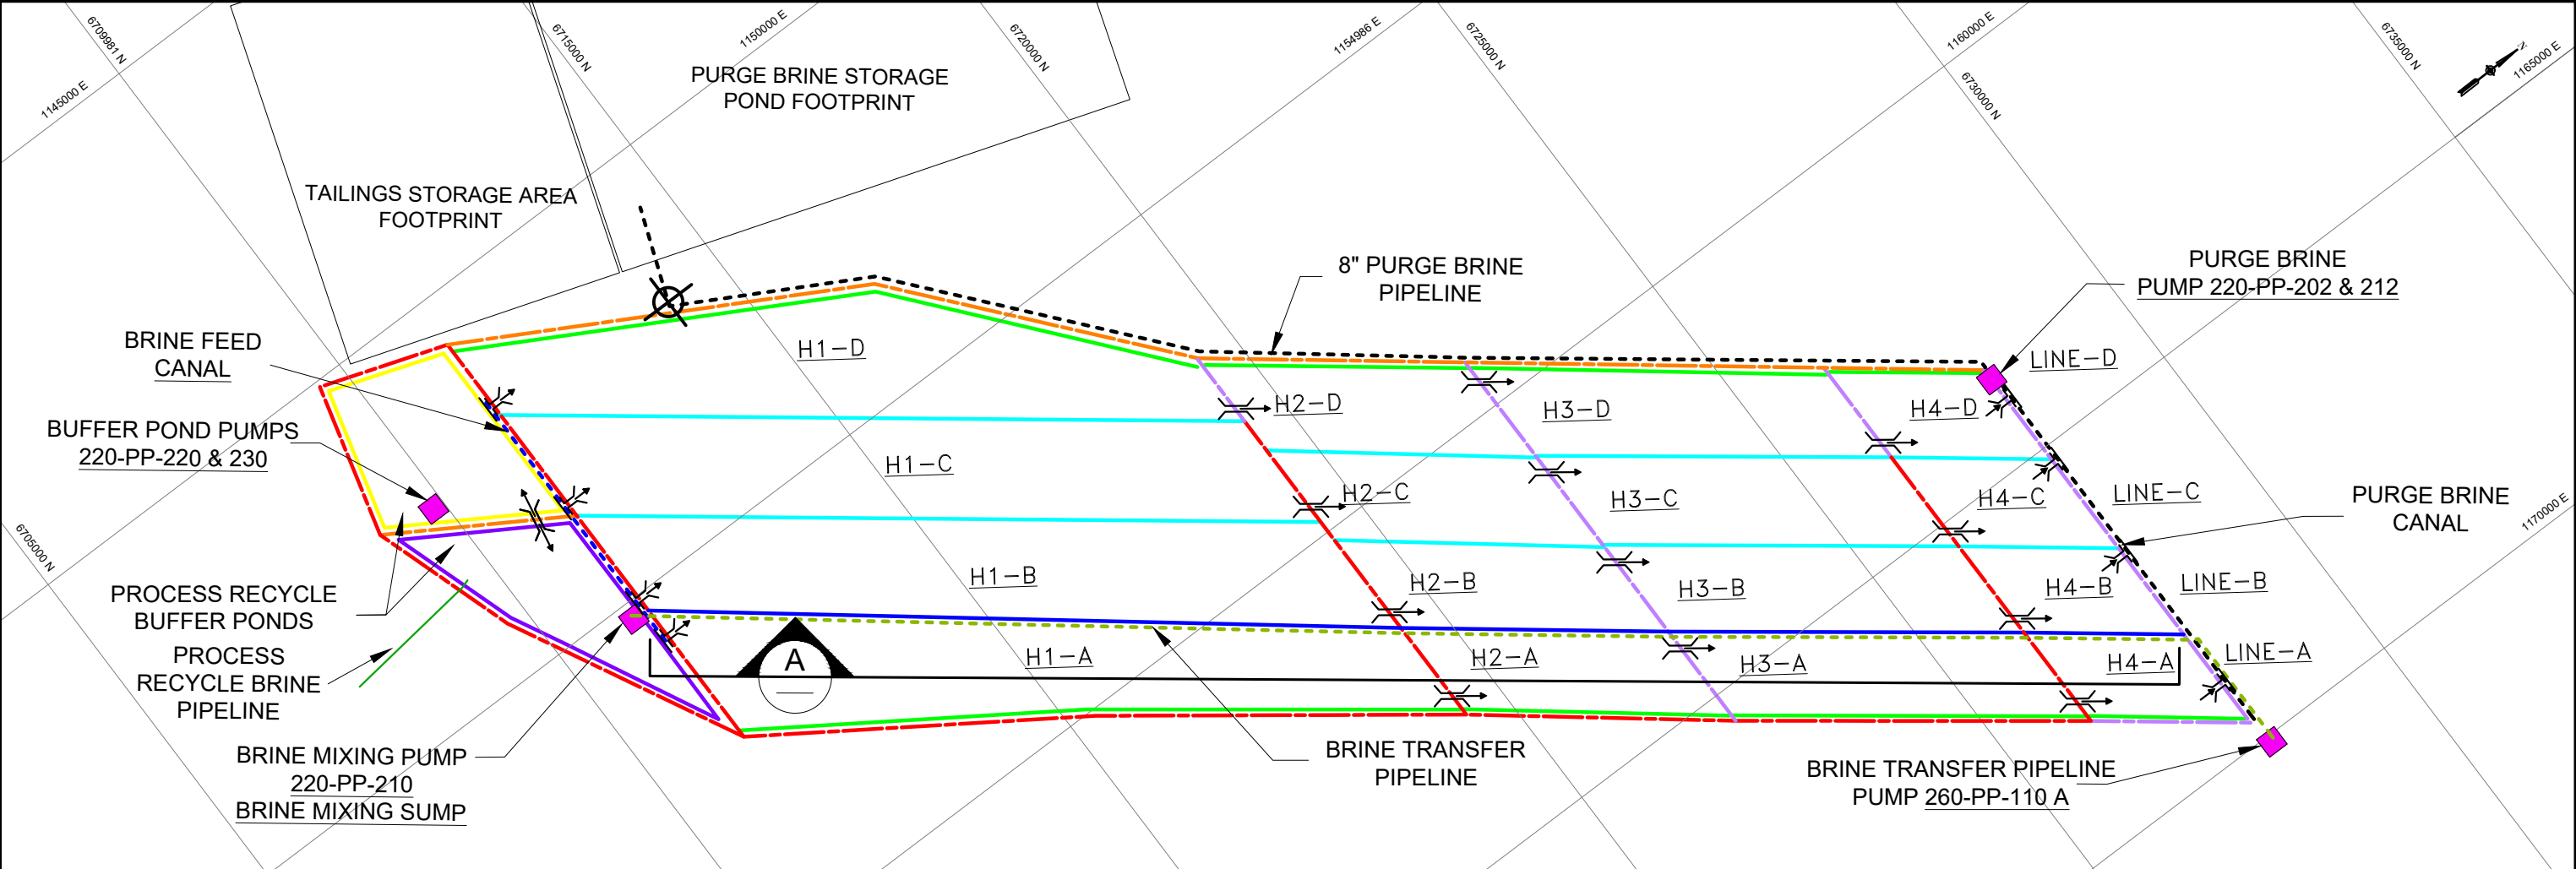 6709981 N
1145000 E
6715000 N
1150000 E
6720000 N
1154986 E
6725000 N
1160000 E
6730000 N
6735000 N
N
1165000 E
6705000 N
1170000 E
PURGE BRINE STORAGE
POND FOOTPRINT
TAILINGS STORAGE AREA
FOOTPRINT
8" PURGE BRINE
PIPELINE
PURGE BRINE
PUMP 220-PP-202 & 212
BRINE FEED
CANAL
BUFFER POND PUMPS
220-PP-220 & 230
PROCESS RECYCLE
BUFFER PONDS
PROCESS
RECYCLE BRINE
PIPELINE
BRINE MIXING PUMP
220-PP-210
BRINE MIXING SUMP
H1-D
H2-D
H3-D
H4-D
LINE-D
H1-C
H2-C
H3-C
H4-C
LINE-C
H1-B
H2-B
H3-B
H4-B
LINE-B
H1-A
H2-A
H3-A
H4-A
LINE-A
A
PURGE BRINE
CANAL
BRINE TRANSFER
PIPELINE
BRINE TRANSFER PIPELINE
PUMP 260-PP-110 A